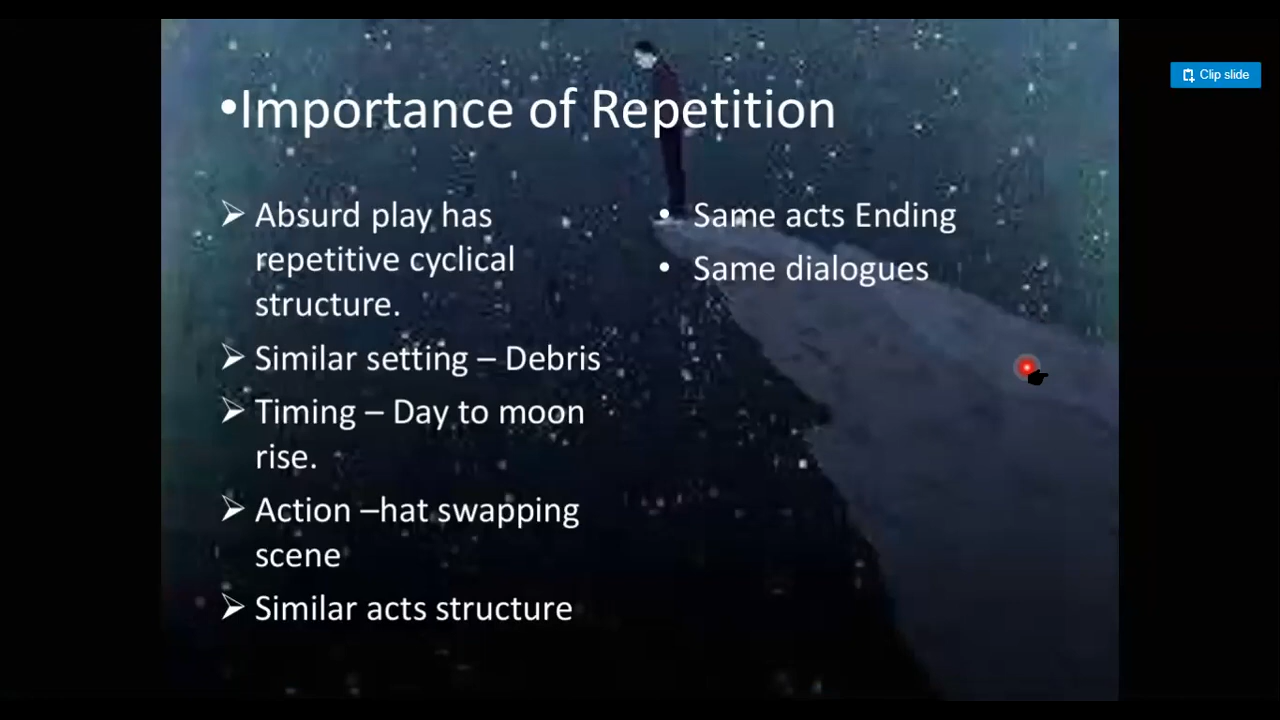 •Importance of Repetition
➢ Absurd play has
repetitive cyclical
structure.
➢ Similar setting – Debris
➢ Timing – Day to moon
rise.
➢ Action –hat swapping
scene
➢ Similar acts structure
• Same acts Ending
• Same dialogues
Clip slide